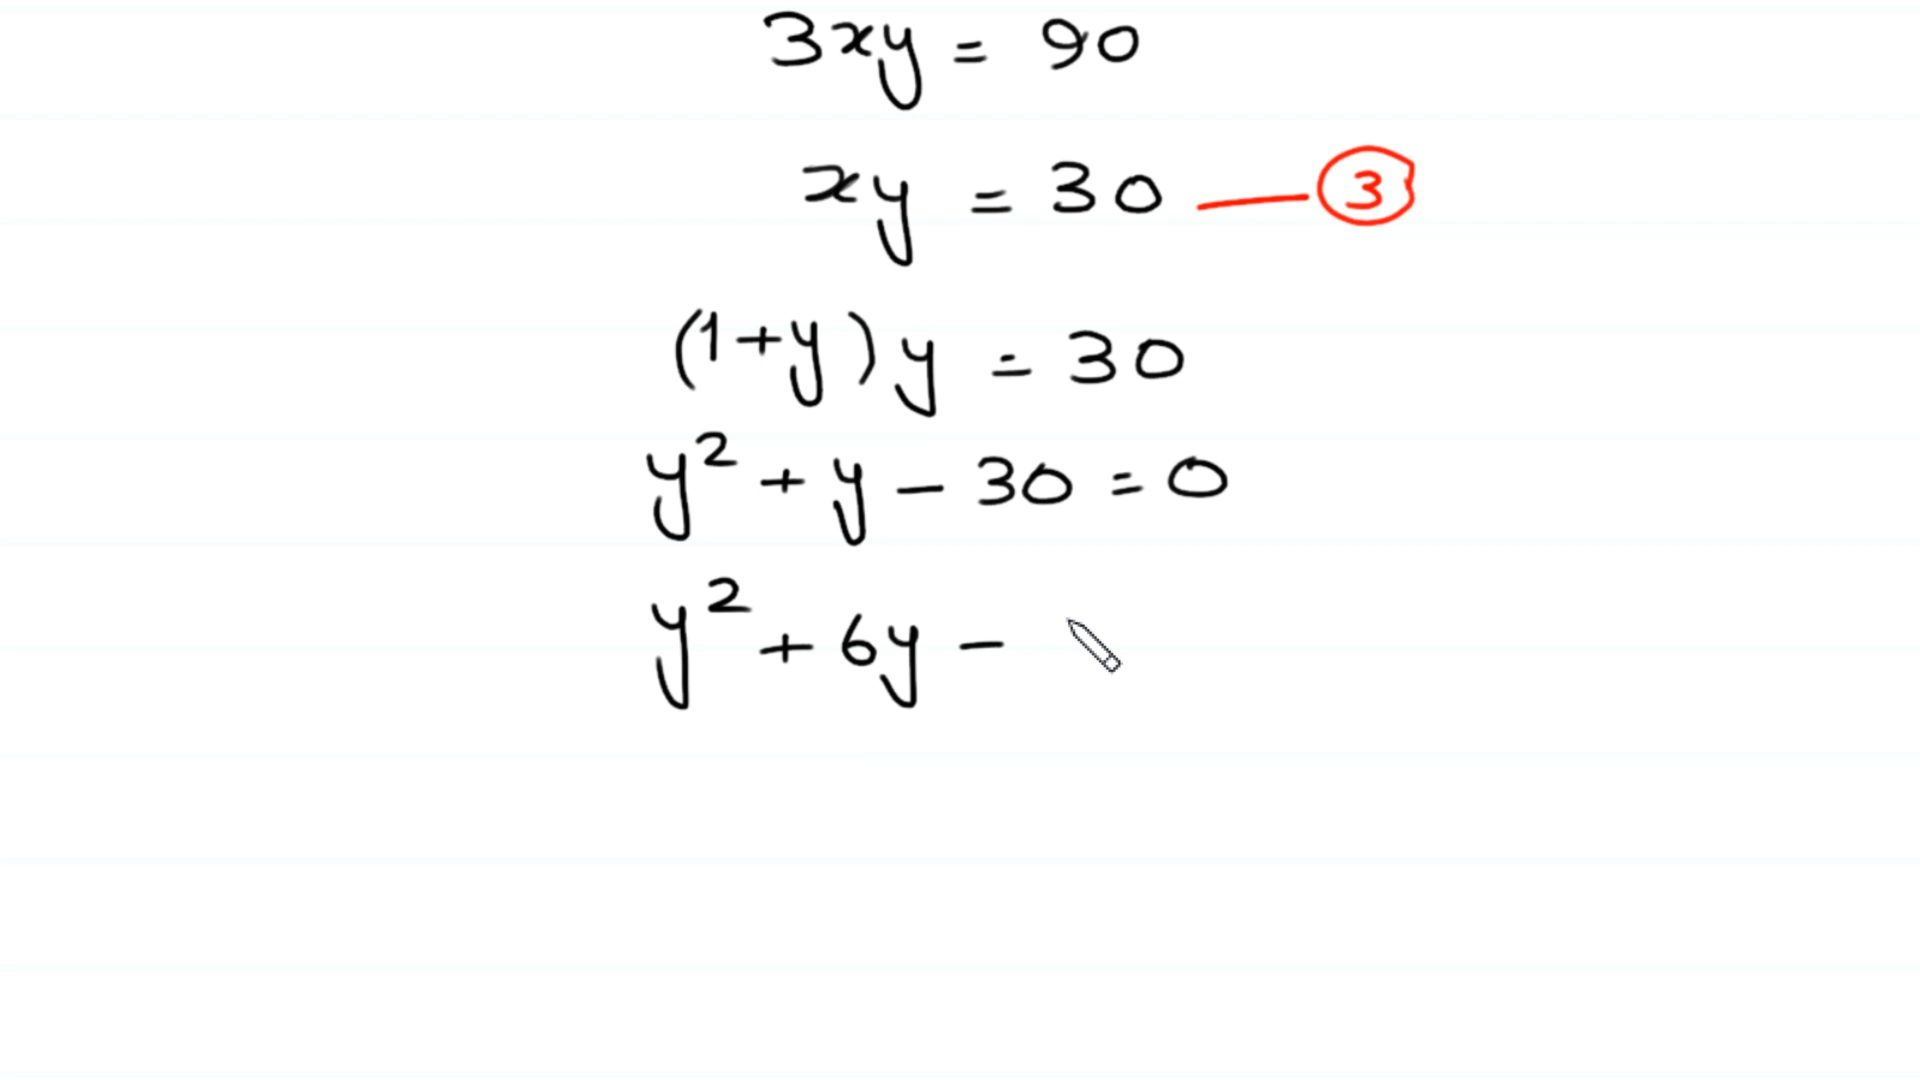 3xy = 90
xy = 30 — 3
(1+y)y = 30
y² + y - 30 = 0
y² + 6y -